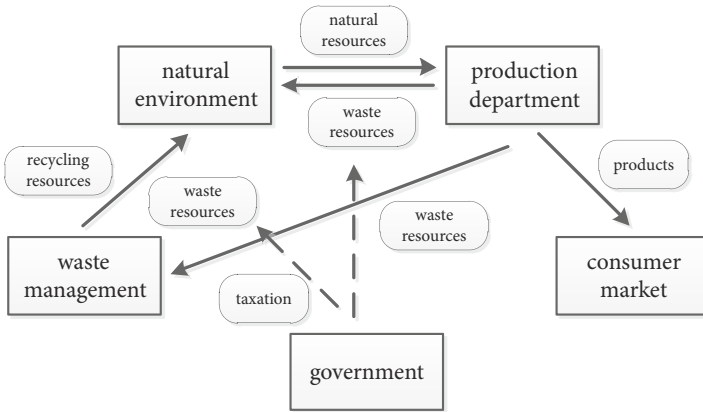 natural
resources
natural
environment
production
department
waste
resources
recycling
resources
products
waste
resources
waste
resources
waste
management
consumer
market
taxation
government